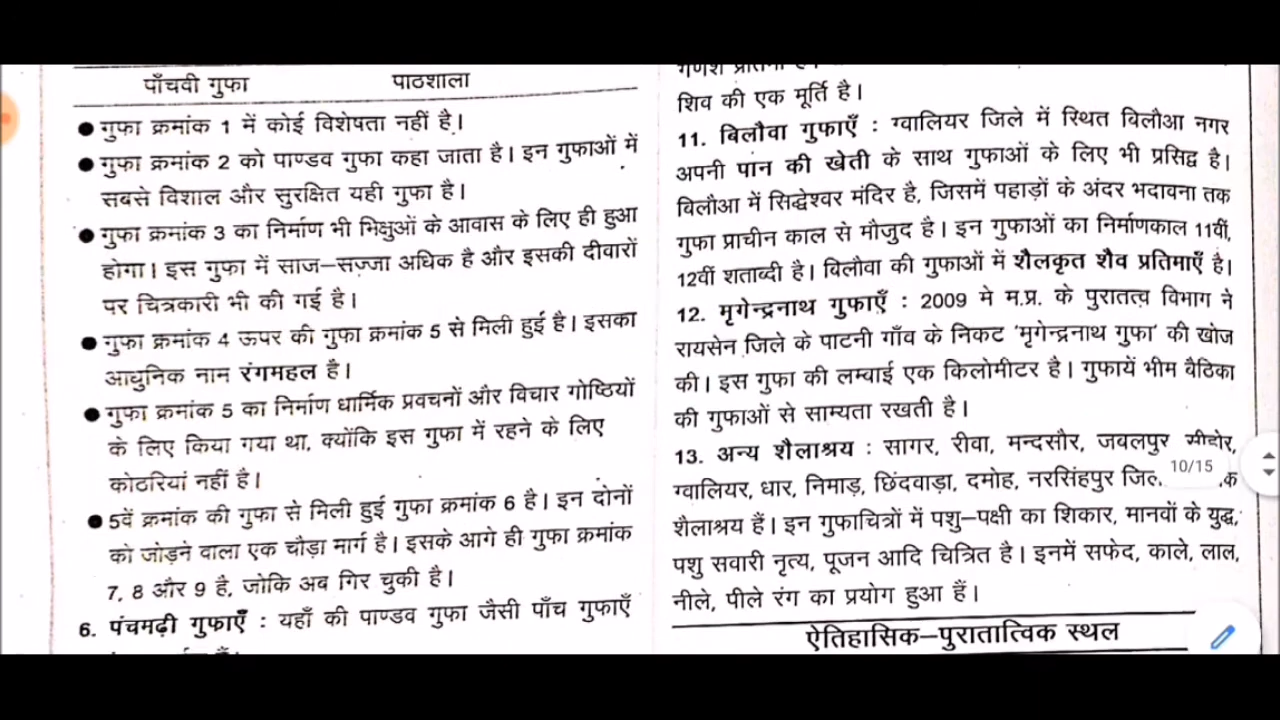 पाँचवी गुफा पाठशाला
● गुफा क्रमांक 1 में कोई विशेषता नहीं है।
● गुफा क्रमांक 2 को पाण्डव गुफा कहा जाता है। इन गुफाओं में
सबसे विशाल और सुरक्षित यही गुफा है।
● गुफा क्रमांक 3 का निर्माण भी भिक्षुओं के आवास के लिए ही हुआ
होगा। इस गुफा में साज–सज्जा अधिक है और इसकी दीवारों
पर चित्रकारी भी की गई है।
● गुफा क्रमांक 4 ऊपर की गुफा क्रमांक 5 से मिली हुई है। इसका
आधुनिक नाम रंगमहल है।
● गुफा क्रमांक 5 का निर्माण धार्मिक प्रवचनों और विचार गोष्ठियों
के लिए किया गया था, क्योंकि इस गुफा में रहने के लिए
कोठरियां नहीं है।
● 5वें क्रमांक की गुफा से मिली हुई गुफा क्रमांक 6 है। इन दोनों
को जोड़ने वाला एक चौड़ा मार्ग है। इसके आगे ही गुफा क्रमांक
7, 8 और 9 है, जोकि अब गिर चुकी है।
6. पंचमढ़ी गुफाएँ : यहाँ की पाण्डव गुफा जैसी पाँच गुफाएँ
शिव की एक मूर्ति है।
11. बिलौवा गुफाएँ : ग्वालियर जिले में स्थित बिलौआ नगर
अपनी पान की खेती के साथ गुफाओं के लिए भी प्रसिद्व है।
बिलौआ में सिद्धेश्वर मंदिर है, जिसमें पहाड़ों के अंदर भदावना तक
गुफा प्राचीन काल से मौजुद है। इन गुफाओं का निर्माणकाल 11वीं,
12वीं शताब्दी है। बिलौवा की गुफाओं में शैलकृत शैव प्रतिमाएँ है।
12. मृगेन्द्रनाथ गुफाएँ : 2009 मे म.प्र. के पुरातत्व विभाग ने
रायसेन जिले के पाटनी गाँव के निकट ‘मृगेन्द्रनाथ गुफा’ की खोज
की। इस गुफा की लम्बाई एक किलोमीटर है। गुफायें भीम बैठिका
की गुफाओं से साम्यता रखती है।
13. अन्य शैलाश्रय : सागर, रीवा, मन्दसौर, जबलपुर
10/15
ग्वालियर, धार, निमाड़, छिंदवाड़ा, दमोह, नरसिंहपुर
शैलाश्रय हैं। इन गुफाचित्रों में पशु–पक्षी का शिकार, मानवों के युद्ध,
पशु सवारी नृत्य, पूजन आदि चित्रित है। इनमें सफेद, काले, लाल,
नीले, पीले रंग का प्रयोग हुआ हैं।
ऐतिहासिक–पुरातात्विक स्थल